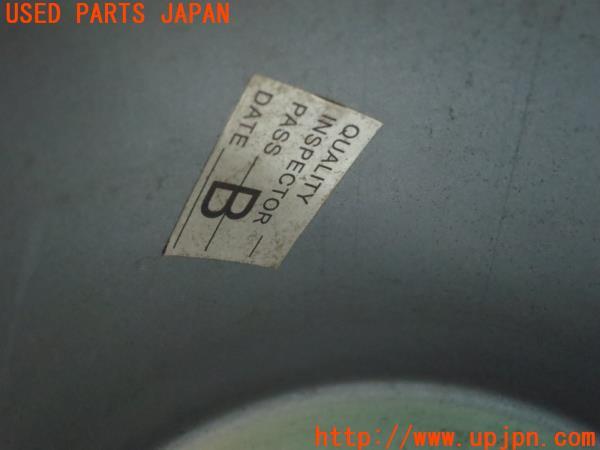 USED PARTS JAPAN
QUALITY
INSPECTOR
PASS
DATE
B
http://www.upjpn.com